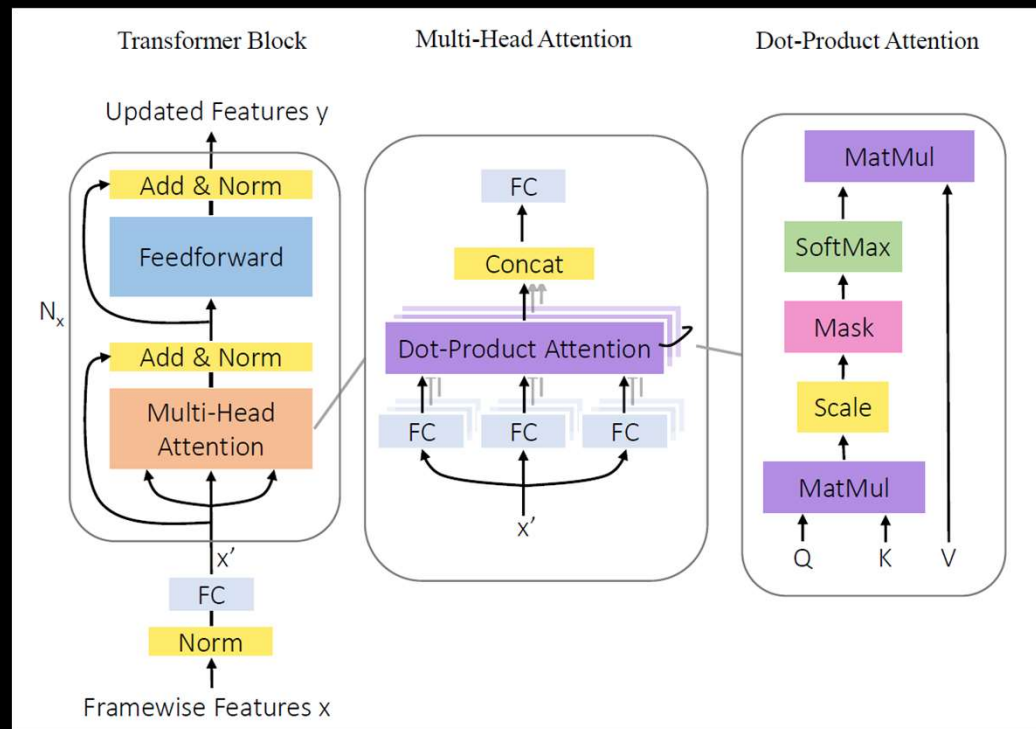 Transformer Block
Multi-Head Attention
Dot-Product Attention
Updated Features y
Add & Norm
Feedforward
N_x
Add & Norm
Multi-Head
Attention
x'
FC
Norm
Framewise Features x
FC
Concat
Dot-Product Attention
FC FC FC
x'
MatMul
SoftMax
Mask
Scale
MatMul
Q K V